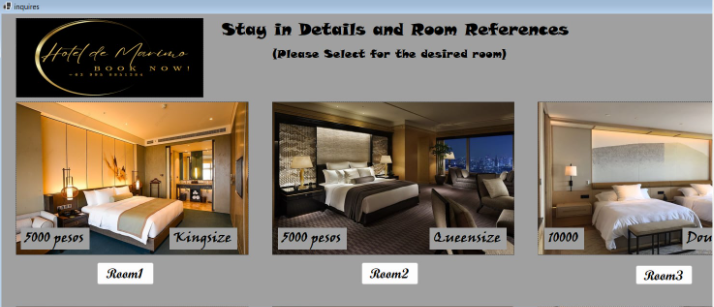 inquires
Hotel de Marimo
BOOK NOW!
Stay in Details and Room References
(Please Select for the desired room)
5000 pesos
Kingsize
5000 pesos
Queensize
10000
Dou
Room1
Room2
Room3